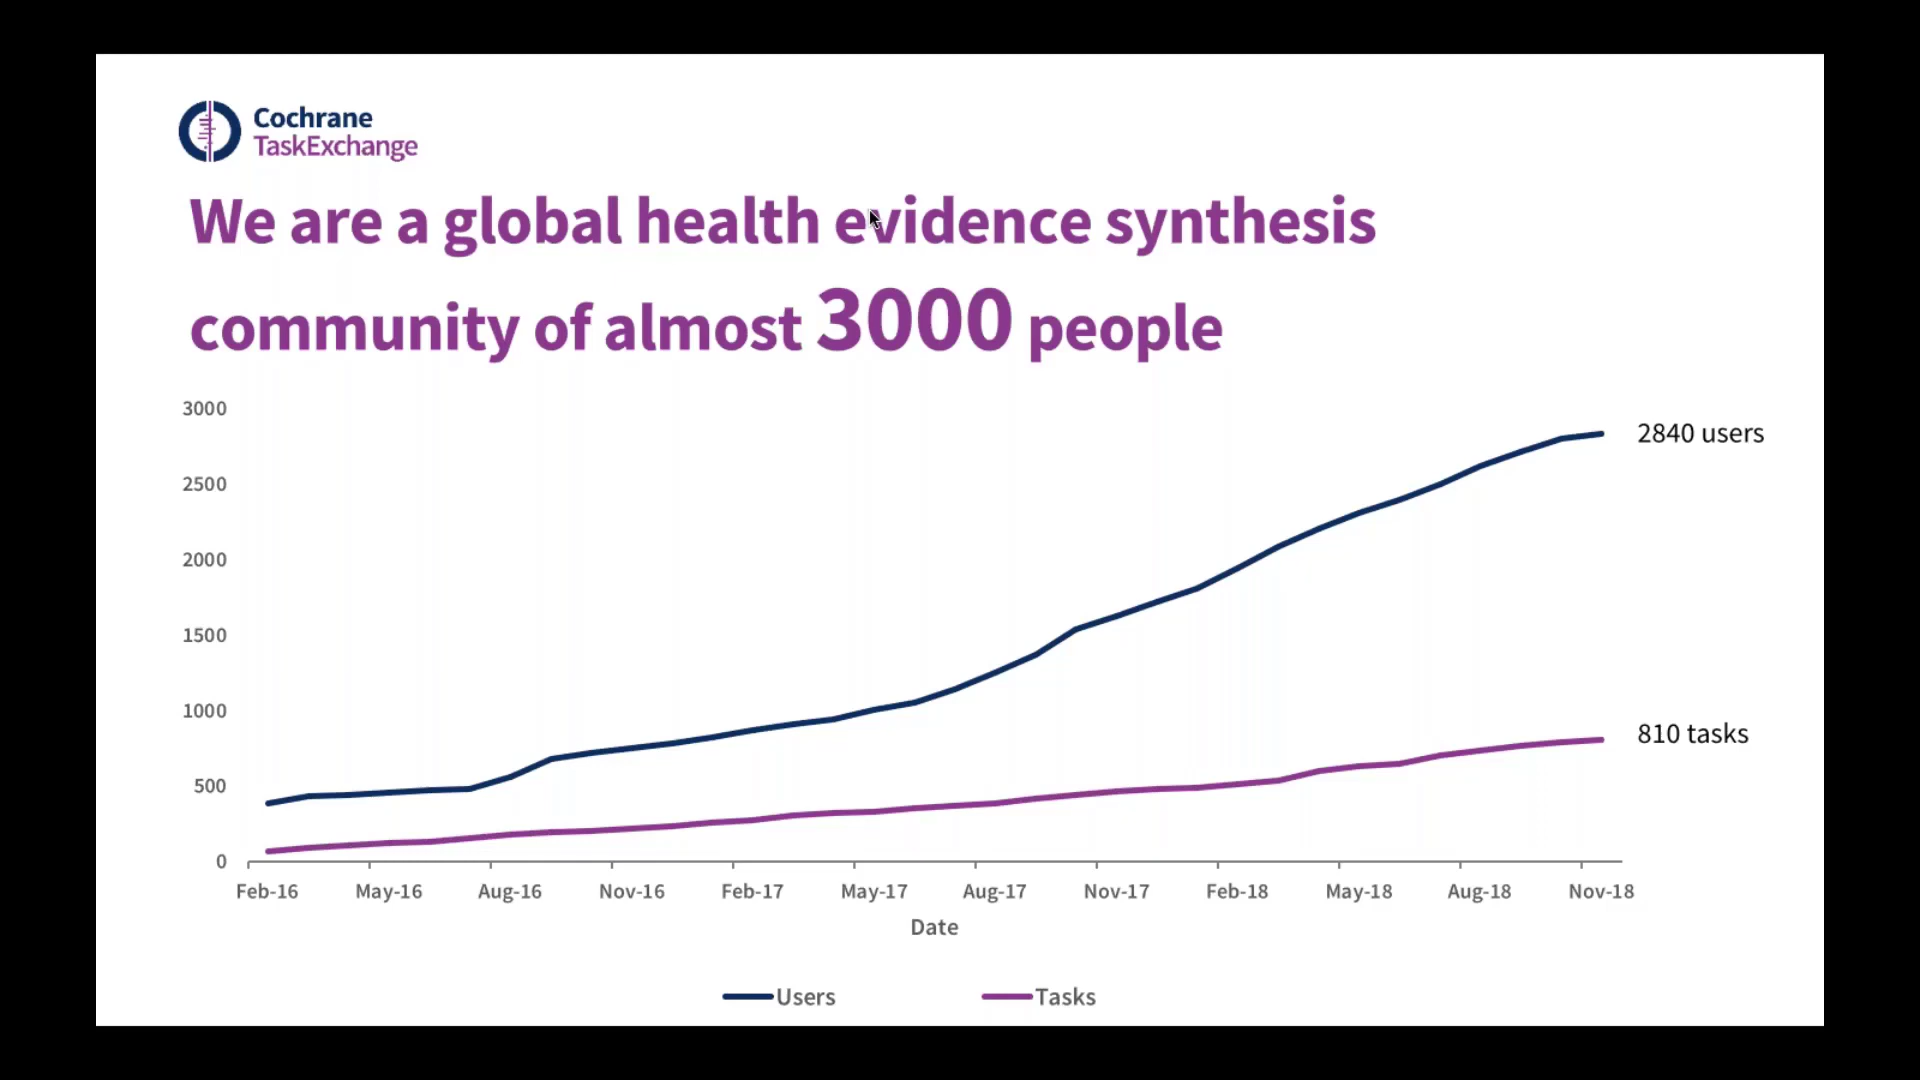 Cochrane
TaskExchange
We are a global health evidence synthesis
community of almost 3000 people
3000
2500
2000
1500
1000
500
0
2840 users
810 tasks
Feb-16 May-16 Aug-16 Nov-16 Feb-17 May-17 Aug-17 Nov-17 Feb-18 May-18 Aug-18 Nov-18
Date
Users Tasks